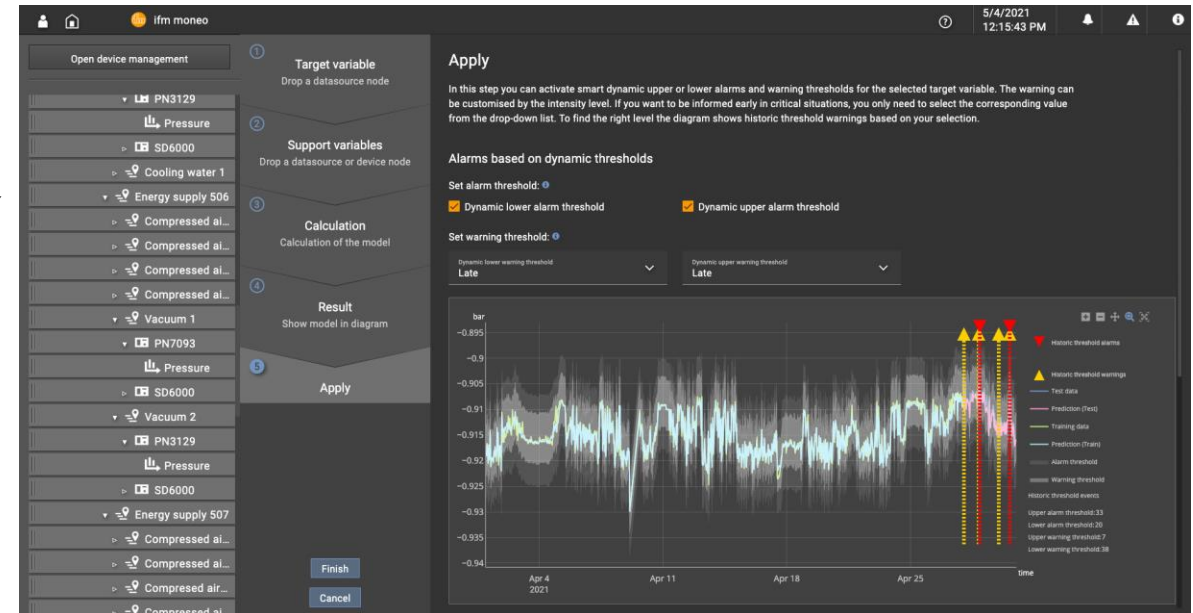 ifm moneo
5/4/2021
12:15:43 PM
Open device management
PN3129
Pressure
SD6000
Cooling water 1
Energy supply 506
Compressed ai...
Compressed ai...
Compressed ai...
Compressed ai...
Vacuum 1
PN7093
Pressure
SD6000
Vacuum 2
PN3129
Pressure
SD6000
Energy supply 507
Compressed ai...
Compressed ai...
Compresed air...
Compressed ai...
1
Target variable
Drop a datasource node
2
Support variables
Drop a datasource or device node
3
Calculation
Calculation of the model
4
Result
Show model in diagram
5
Apply
Finish
Cancel
Apply
In this step you can activate smart dynamic upper or lower alarms and warning thresholds for the selected target variable. The warning can
be customised by the intensity level. If you want to be informed early in critical situations, you only need to select the corresponding value
from the drop-down list. To find the right level the diagram shows historic threshold warnings based on your selection.
Alarms based on dynamic thresholds
Set alarm threshold:
Dynamic lower alarm threshold
Dynamic upper alarm threshold
Set warning threshold:
Dynamic lower warning threshold
Late
Dynamic upper warning threshold
Late
bar
−0.895
−0.9
−0.905
−0.91
−0.915
−0.92
−0.925
−0.93
−0.935
−0.94
Apr 4
2021
Apr 11
Apr 18
Apr 25
time
Historic threshold alarms
Historic threshold warnings
Test data
Prediction (Test)
Training data
Prediction (Train)
Alarm threshold
Warning threshold
Historic threshold events
Upper alarm threshold:33
Lower alarm threshold:20
Upper warning threshold:7
Lower warning threshold:38